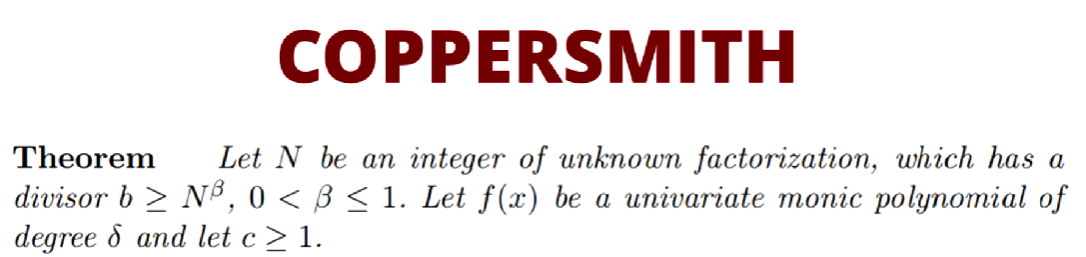 COPPERSMITH
Theorem Let N be an integer of unknown factorization, which has a
divisor b ≥ N^β, 0 < β ≤ 1. Let f(x) be a univariate monic polynomial of
degree δ and let c ≥ 1.